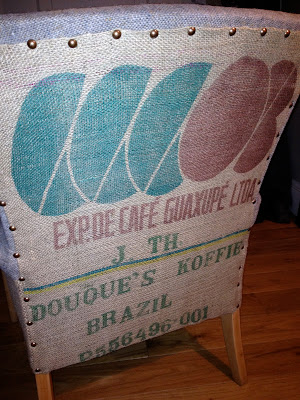 EXP. DE CAFÉ GUAXUPÉ LTDA
J. TH.
DOUQUE'S KOFFIE
BRAZIL
P556496-001